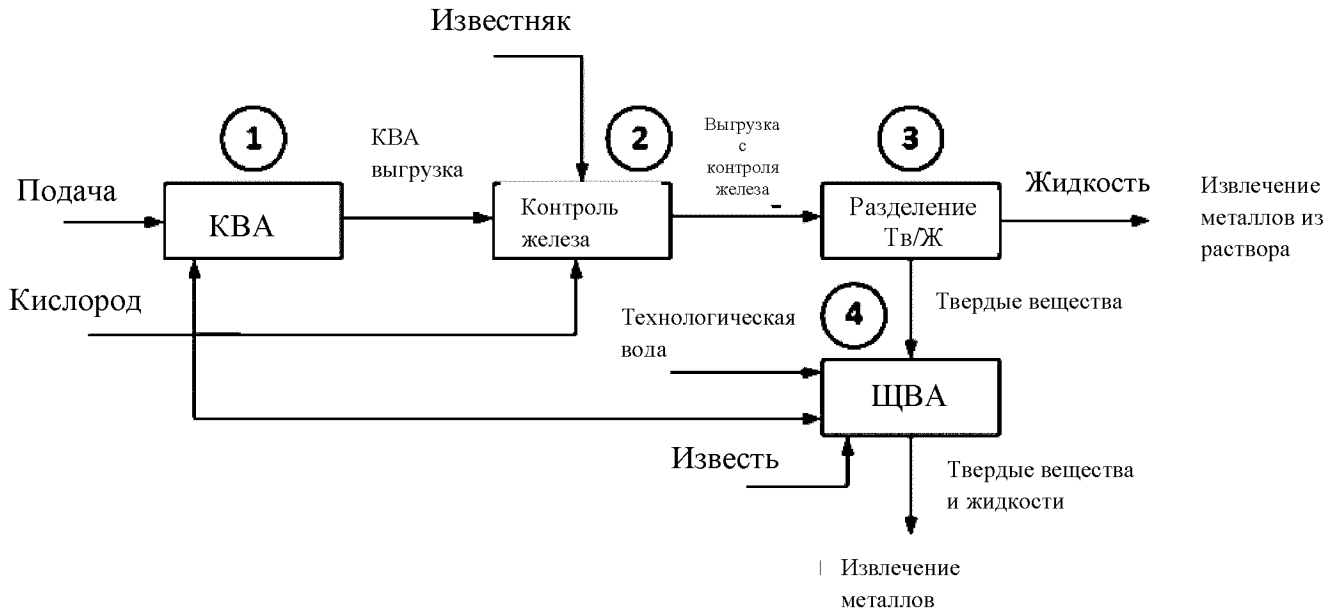 Известняк
1
КВА
выгрузка
2
Выгрузка
с
контроля
железа
3
Подача
КВА
Контроль
железа
Разделение
Тв/Ж
Жидкость
Извлечение
металлов из
раствора
Кислород
Технологическая
вода
4
Твердые вещества
ЩВА
Известь
Твердые вещества
и жидкости
Извлечение
металлов